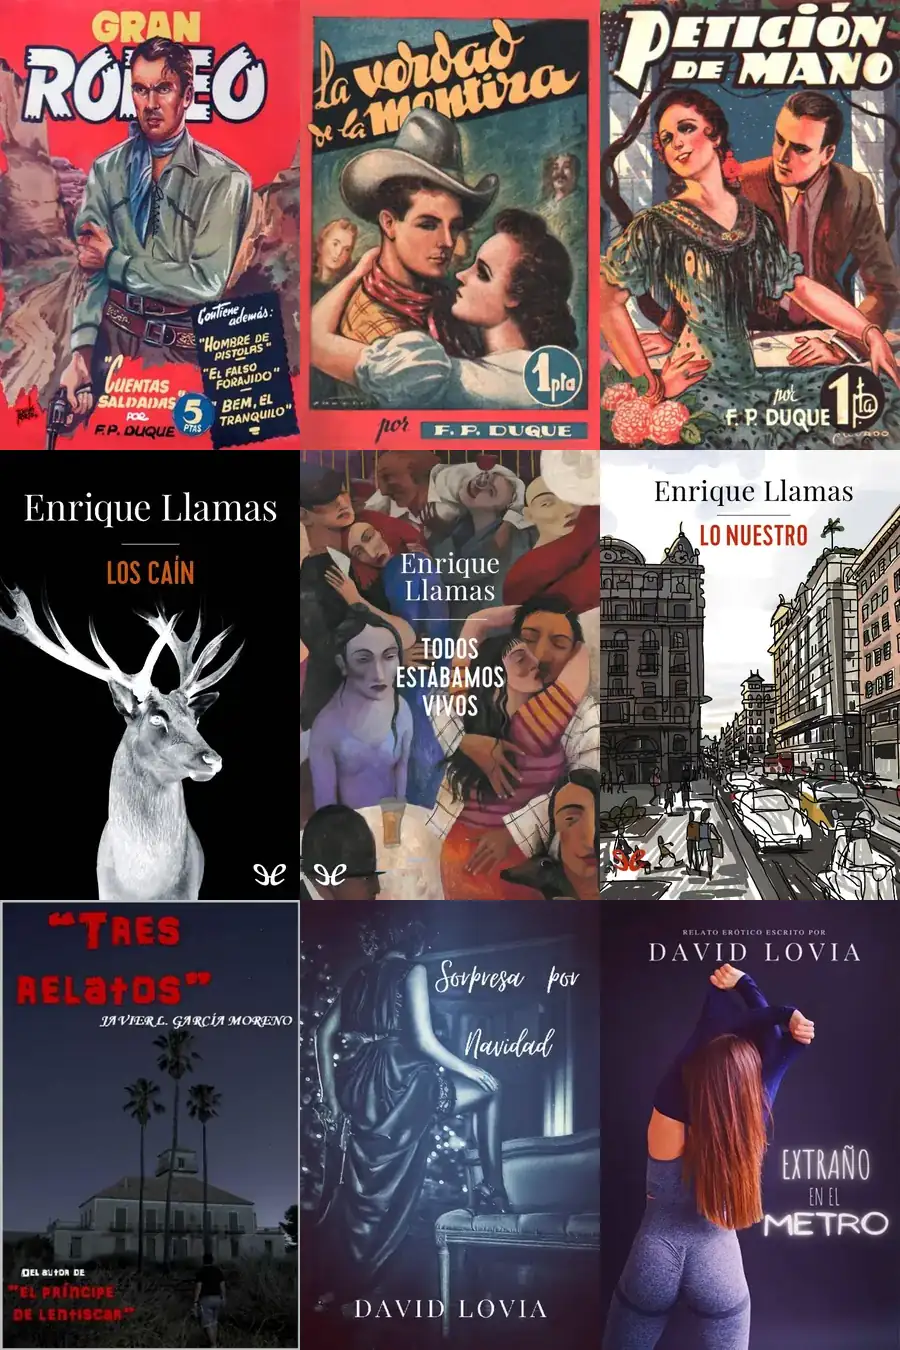 GRAN
RODEO
Contiene
además:
"HOMBRE DE
PISTOLAS"
"EL FALSO
FORAJIDO"
"BEM, EL
TRANQUILO"
"CUENTAS
SALDADAS"
POR
F.P. DUQUE
5
PTAS
La verdad
de la mentira
1 pta
por F. P. DUQUE
PETICIÓN
DE MANO
por
F. P. DUQUE
1 pta
Enrique Llamas
LOS CAÍN
Enrique
Llamas
TODOS
ESTÁBAMOS
VIVOS
Enrique Llamas
LO NUESTRO
"TRES
RELATOS"
JAVIER L. GARCÍA MORENO
DEL AUTOR DE
"EL PRÍNCIPE
DE LENTISCAR"
Sorpresa por
Navidad
DAVID LOVIA
RELATO ERÓTICO ESCRITO POR
DAVID LOVIA
EXTRAÑO
EN EL
METRO